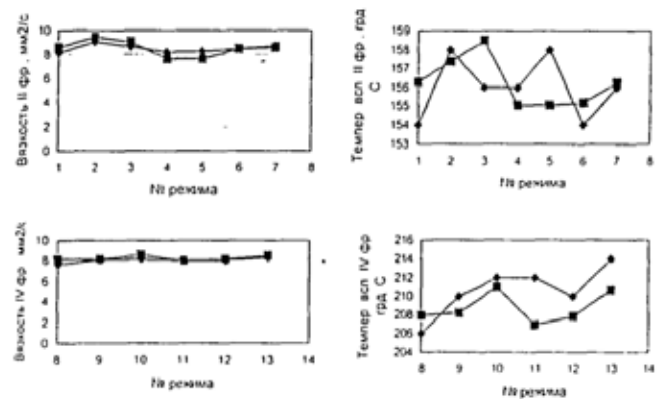 Вязкость II фр , мм2/с
10
8
6
4
2
0
1 2 3 4 5 6 7 8
№ режима
Темпер всп II фр . грд
С
159
158
157
156
155
154
153
1 2 3 4 5 6 7 8
№ режима
Вязкость IV фр мм2/с
10
8
6
4
2
0
8 9 10 11 12 13 14
№ режима
Темпер всп IV фр
грд С
216
214
212
210
208
206
204
8 9 10 11 12 13 14
№ режима